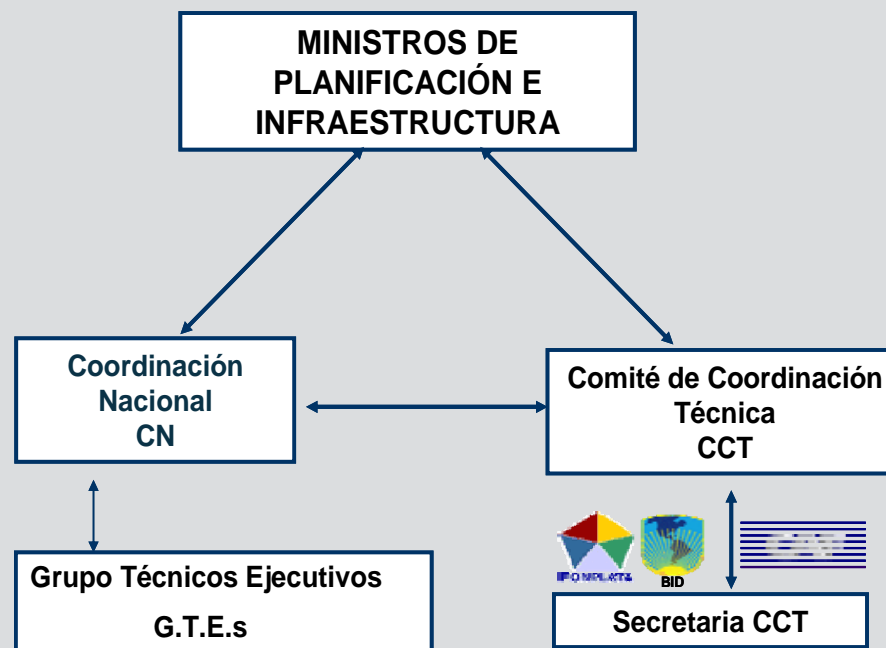 MINISTROS DE
PLANIFICACIÓN E
INFRAESTRUCTURA
Coordinación
Nacional
CN
Comité de Coordinación
Técnica
CCT
Grupo Técnicos Ejecutivos
G.T.E.s
BID
Secretaria CCT